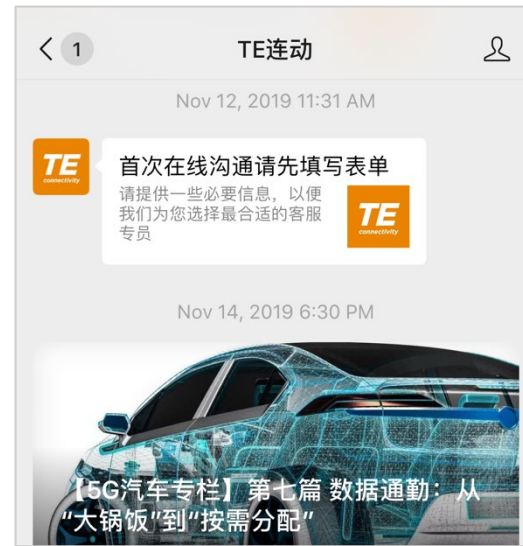 1
TE连动
Nov 12, 2019 11:31 AM
TE
connectivity
首次在线沟通请先填写表单
请提供一些必要信息，以便
我们为您选择最合适的客服
专员
TE
connectivity
Nov 14, 2019 6:30 PM
【5G汽车专栏】第七篇 数据通勤：从
“大锅饭”到“按需分配”